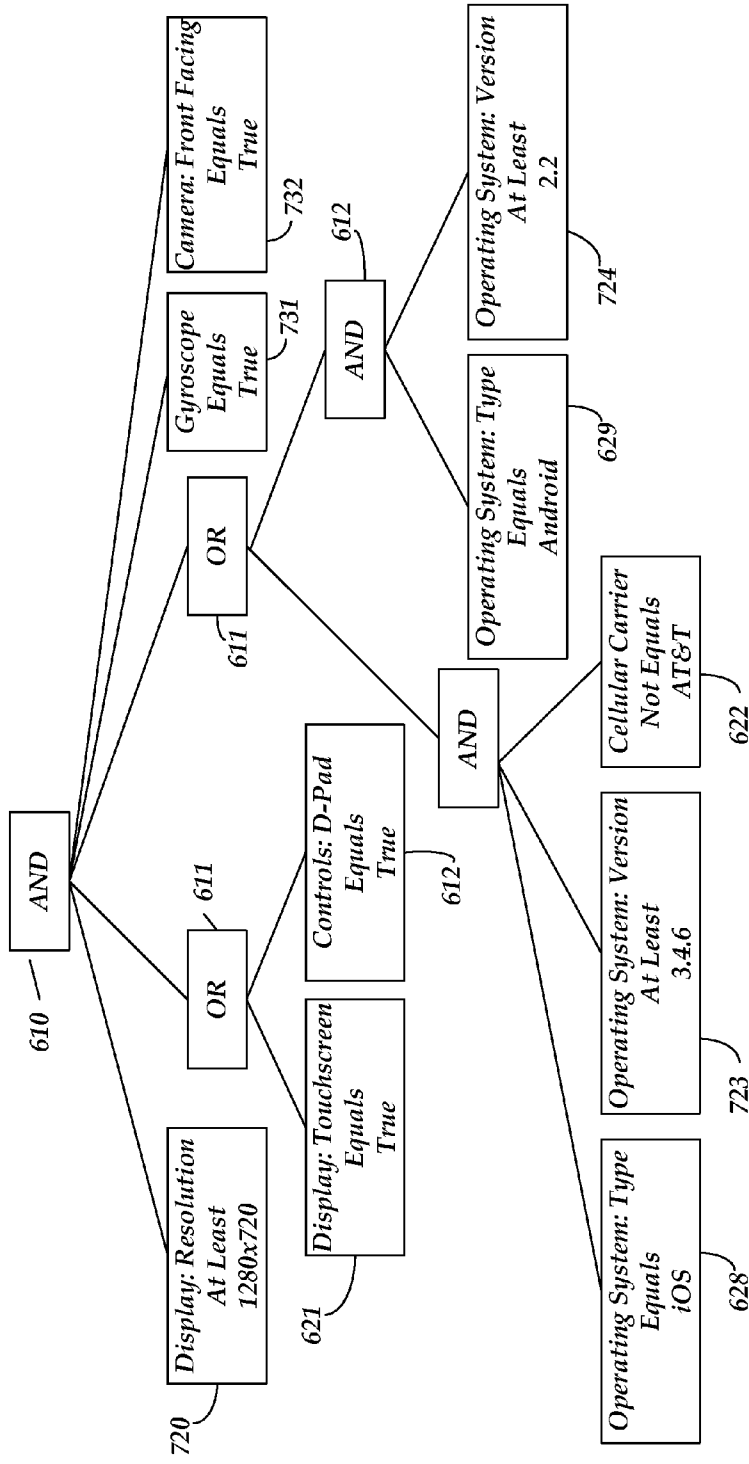 AND
610
Display: Resolution
At Least
1280x720
720
OR
611
OR
611
Gyroscope
Equals
True
731
Camera: Front Facing
Equals
True
732
Display: Touchscreen
Equals
True
621
Controls: D-Pad
Equals
True
612
AND
AND
612
Operating System: Type
Equals
iOS
628
Operating System: Version
At Least
3.4.6
723
Cellular Carrier
Not Equals
AT&T
622
Operating System: Type
Equals
Android
629
Operating System: Version
At Least
2.2
724